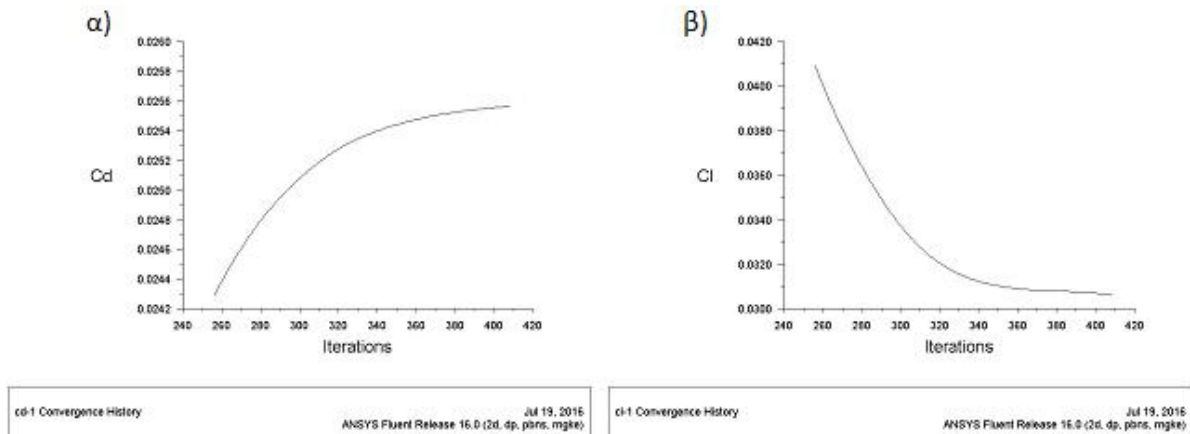 α)
0.0260
0.0258
0.0256
0.0254
0.0252
0.0250
0.0248
0.0246
0.0244
0.0242
Cd
240 260 280 300 320 340 360 380 400 420
Iterations
cd-1 Convergence History
Jul 19, 2016
ANSYS Fluent Release 16.0 (2d, dp, pbns, rngke)
β)
0.0420
0.0400
0.0380
0.0360
0.0340
0.0320
0.0300
Cl
240 260 280 300 320 340 360 380 400 420
Iterations
cl-1 Convergence History
Jul 19, 2016
ANSYS Fluent Release 16.0 (2d, dp, pbns, rngke)